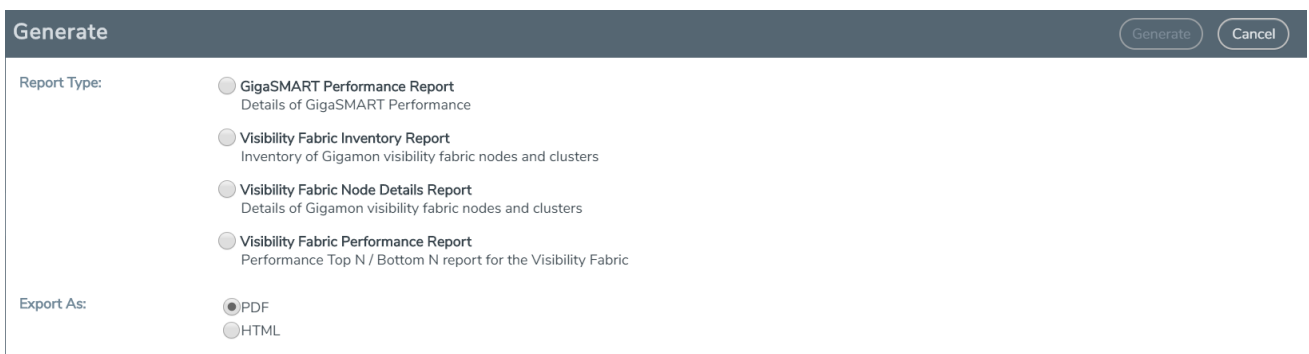 Generate
Generate
Cancel
Report Type:
GigaSMART Performance Report
Details of GigaSMART Performance
Visibility Fabric Inventory Report
Inventory of Gigamon visibility fabric nodes and clusters
Visibility Fabric Node Details Report
Details of Gigamon visibility fabric nodes and clusters
Visibility Fabric Performance Report
Performance Top N / Bottom N report for the Visibility Fabric
Export As:
PDF
HTML